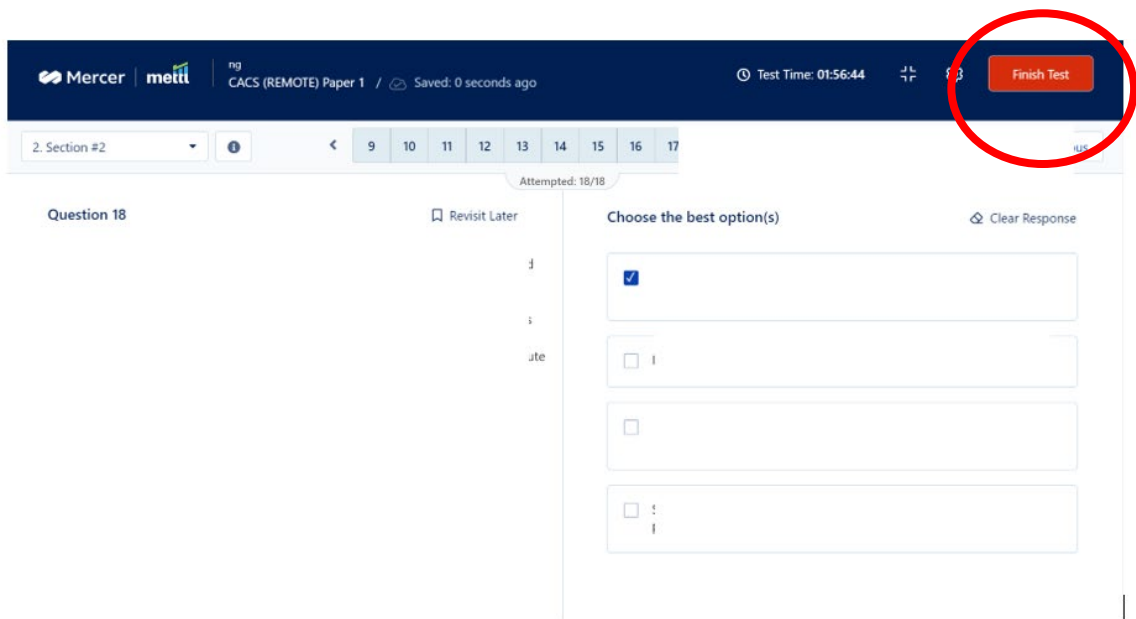 Mercer mettl
ng
CACS (REMOTE) Paper 1 / Saved: 0 seconds ago
Test Time: 01:56:44
Finish Test
2. Section #2
9 10 11 12 13 14 15 16 17
Attempted: 18/18
Question 18
Revisit Later
Choose the best option(s)
Clear Response
ute